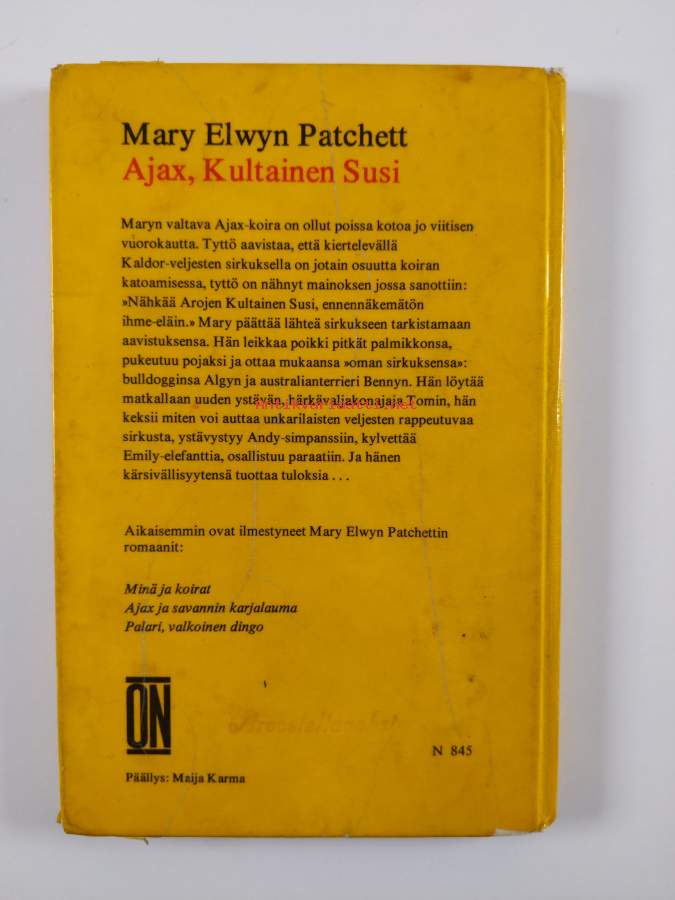 Mary Elwyn Patchett
Ajax, Kultainen Susi
Maryn valtava Ajax-koira on ollut poissa kotoa jo viitisen
vuorokautta. Tyttö aavistaa, että kiertelevällä
Kaldor-veljesten sirkuksella on jotain osuutta koiran
katoamisessa, tyttö on nähnyt mainoksen jossa sanottiin:
»Nähkää Arojen Kultainen Susi, ennennäkemätön
ihme-eläin.» Mary päättää lähteä sirkukseen tarkistamaan
aavistuksensa. Hän leikkaa poikki pitkät palmikkonsa,
pukeutuu pojaksi ja ottaa mukaansa »oman sirkuksensa»:
bulldogginsa Algyn ja australianterrieri Bennyn. Hän löytää
matkallaan uuden ystävän, härkävaljakonajaja Tomin, hän
Antikvariaatti.net
keksii miten voi auttaa unkarilaisten veljesten rappeutuvaa
sirkusta, ystävystyy Andy-simpanssiin, kylvettää
Emily-elefanttia, osallistuu paraatiin. Ja hänen
kärsivällisyytensä tuottaa tuloksia . . .
Aikaisemmin ovat ilmestyneet Mary Elwyn Patchettin
romaanit:
Minä ja koirat
Ajax ja savannin karjalauma
Palari, valkoinen dingo
ON
N 845
Päällys: Maija Karma